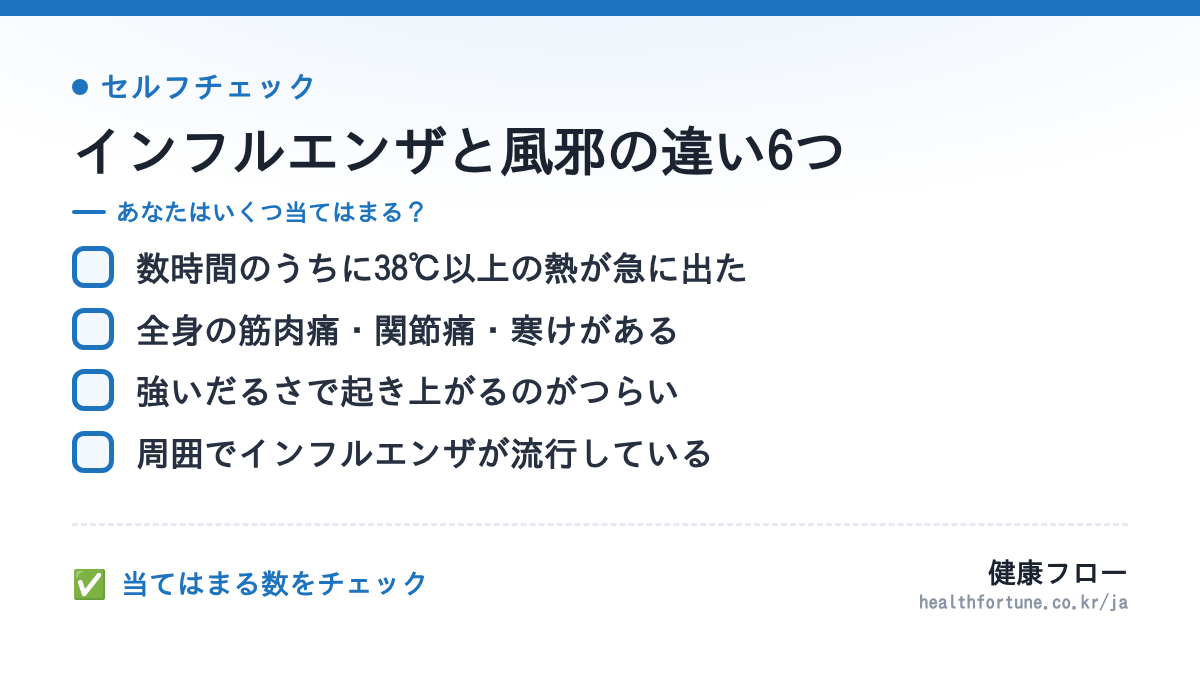 セルフチェック
インフルエンザと風邪の違い6つ
あなたはいくつ当てはまる？
数時間のうちに38℃以上の熱が急に出た
全身の筋肉痛・関節痛・寒けがある
強いだるさで起き上がるのがつらい
周囲でインフルエンザが流行している
当てはまる数をチェック
健康フロー
healthfortune.co.kr/ja